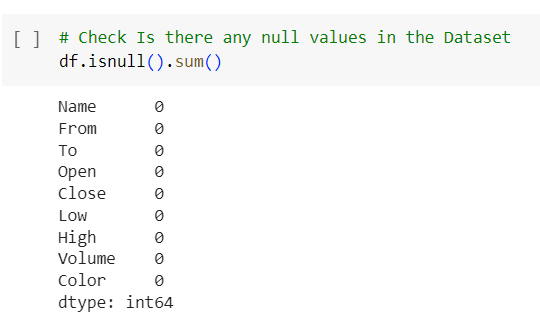 [ ] # Check Is there any null values in the Dataset
df.isnull().sum()
Name 0
From 0
To 0
Open 0
Close 0
Low 0
High 0
Volume 0
Color 0
dtype: int64